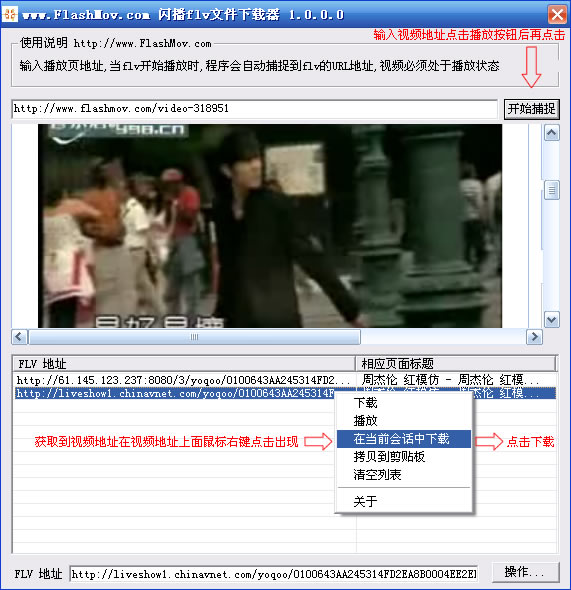 www.FlashMov.com 闪播flv文件下载器 1.0.0.0
输入视频地址点击播放按钮后再点击
使用说明 http://www.FlashMov.com
输入播放页地址,当flv开始播放时,程序会自动捕捉到flv的URL地址,视频必须处于播放状态
http://www.flashmov.com/video-318951
开始捕捉
998.cn
FLV 地址
相应页面标题
http://61.145.123.237:8080/3/yoqoo/0100643AA245314FD2...
周杰伦 红模仿 - 周杰伦 红模...
http://liveshow1.chinavnet.com/yoqoo/0100643AA245314F
下载
播放
获取到视频地址在视频地址上面鼠标右键点击出现
在当前会话中下载
点击下载
拷贝到剪贴板
清空列表
关于
FLV 地址
http://liveshow1.chinavnet.com/yoqoo/0100643AA245314FD2EA8B0004EE2E
操作...